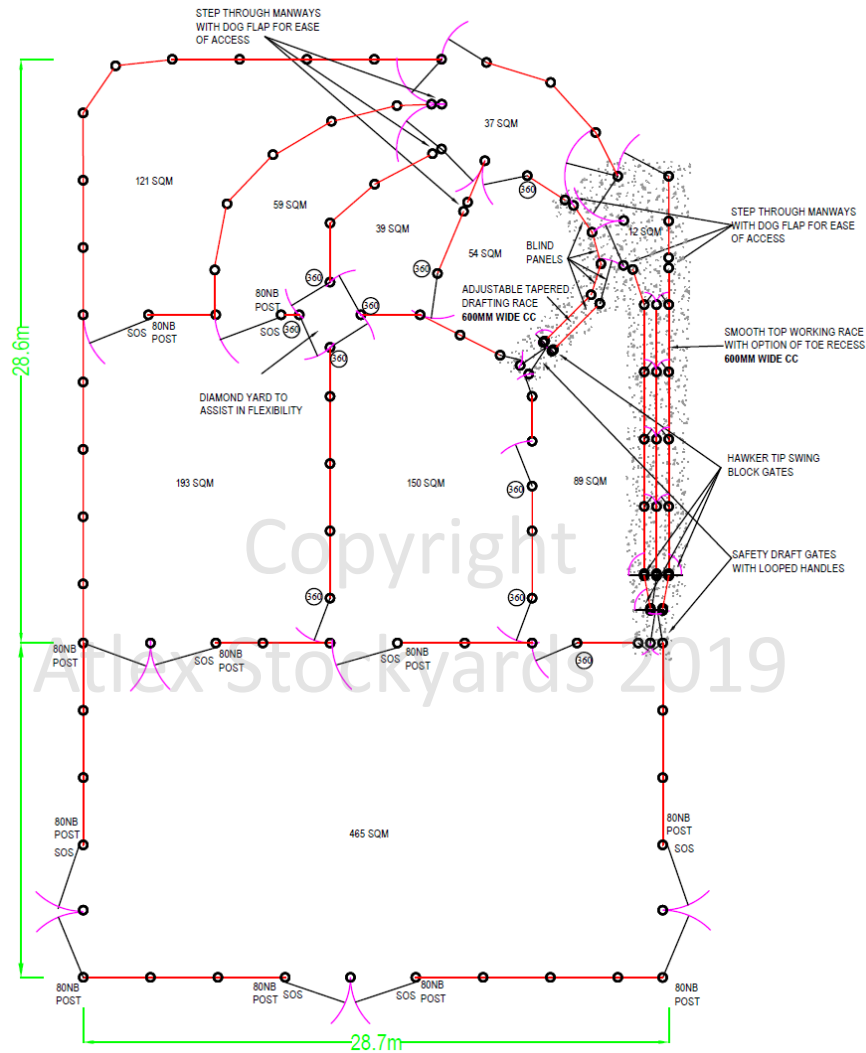 STEP THROUGH MANWAYS
WITH DOG FLAP FOR EASE
OF ACCESS
37 SQM
121 SQM
59 SQM
39 SQM
54 SQM
360
12 SQM
STEP THROUGH MANWAYS
WITH DOG FLAP FOR EASE
OF ACCESS
BLIND
PANELS
360
360
80NB
POST
360
ADJUSTABLE TAPERED
DRAFTING RACE
600MM WIDE CC
SOS
80NB
POST
SOS
360
360
SMOOTH TOP WORKING RACE
WITH OPTION OF TOE RECESS
600MM WIDE CC
28.6m
DIAMOND YARD TO
ASSIST IN FLEXIBILITY
193 SQM
150 SQM
89 SQM
360
HAWKER TIP SWING
BLOCK GATES
Copyright
SAFETY DRAFT GATES
WITH LOOPED HANDLES
360
360
80NB
POST
SOS
80NB
POST
SOS
80NB
POST
360
Atlex Stockyards 2019
80NB
POST
SOS
465 SQM
80NB
POST
SOS
80NB
POST
SOS
SOS
80NB
POST
80NB
POST
28.7m